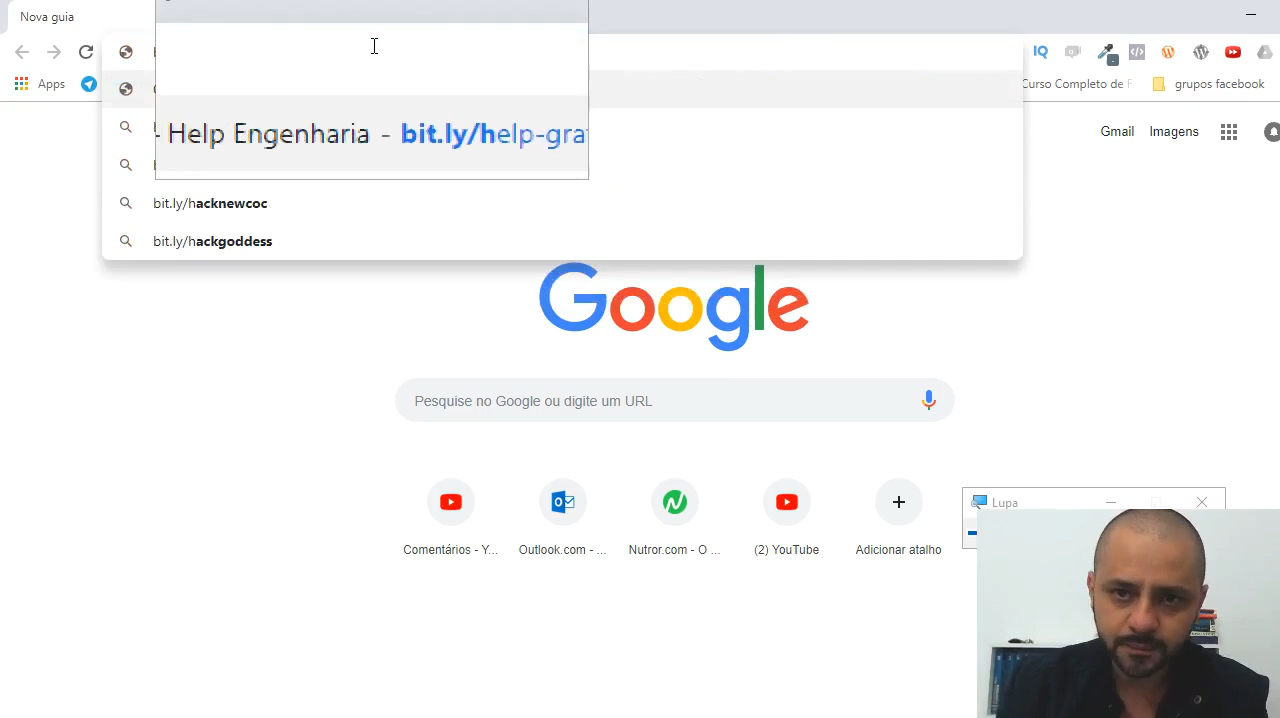 Nova guia
Apps
Curso Completo de F
grupos facebook
- Help Engenharia - bit.ly/help-gra
bit.ly/hacknewcoc
bit.ly/hackgoddess
Gmail
Imagens
Google
Pesquise no Google ou digite um URL
Comentários - Y...
Outlook.com - ...
Nutror.com - O ...
(2) YouTube
Adicionar atalho
Lupa